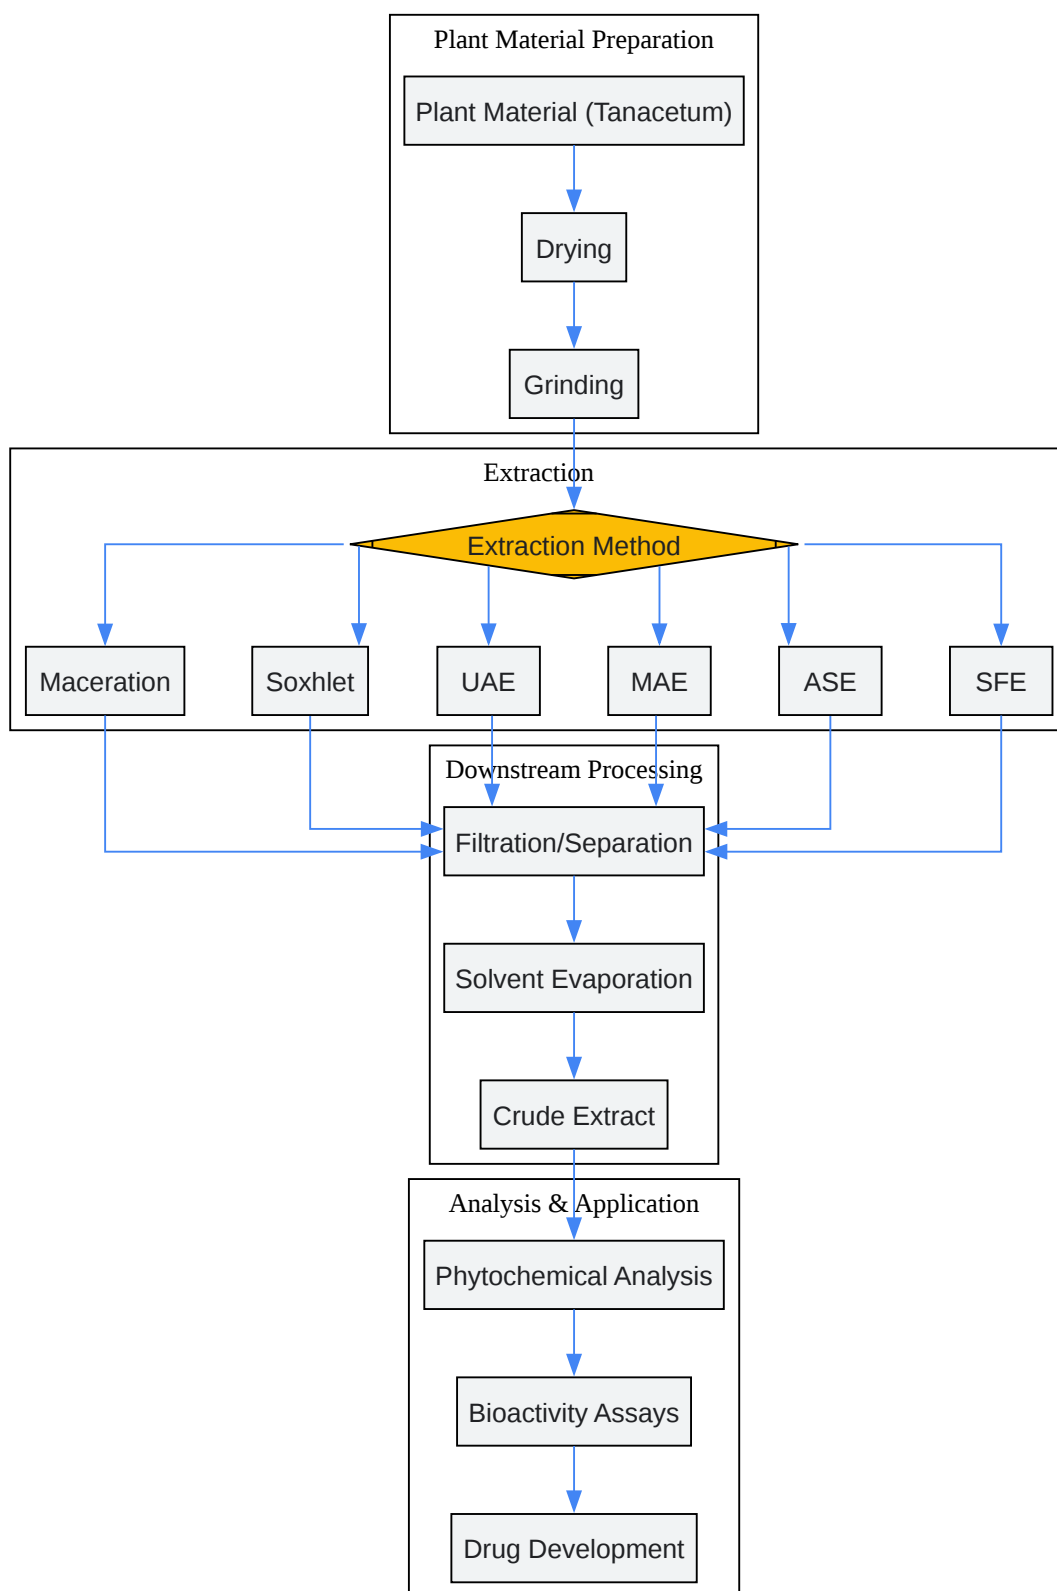 Plant Material Preparation
Plant Material (Tanacetum)
Drying
Grinding
Extraction
Extraction Method
Maceration
Soxhlet
UAE
MAE
ASE
SFE
Downstream Processing
Filtration/Separation
Solvent Evaporation
Crude Extract
Analysis & Application
Phytochemical Analysis
Bioactivity Assays
Drug Development